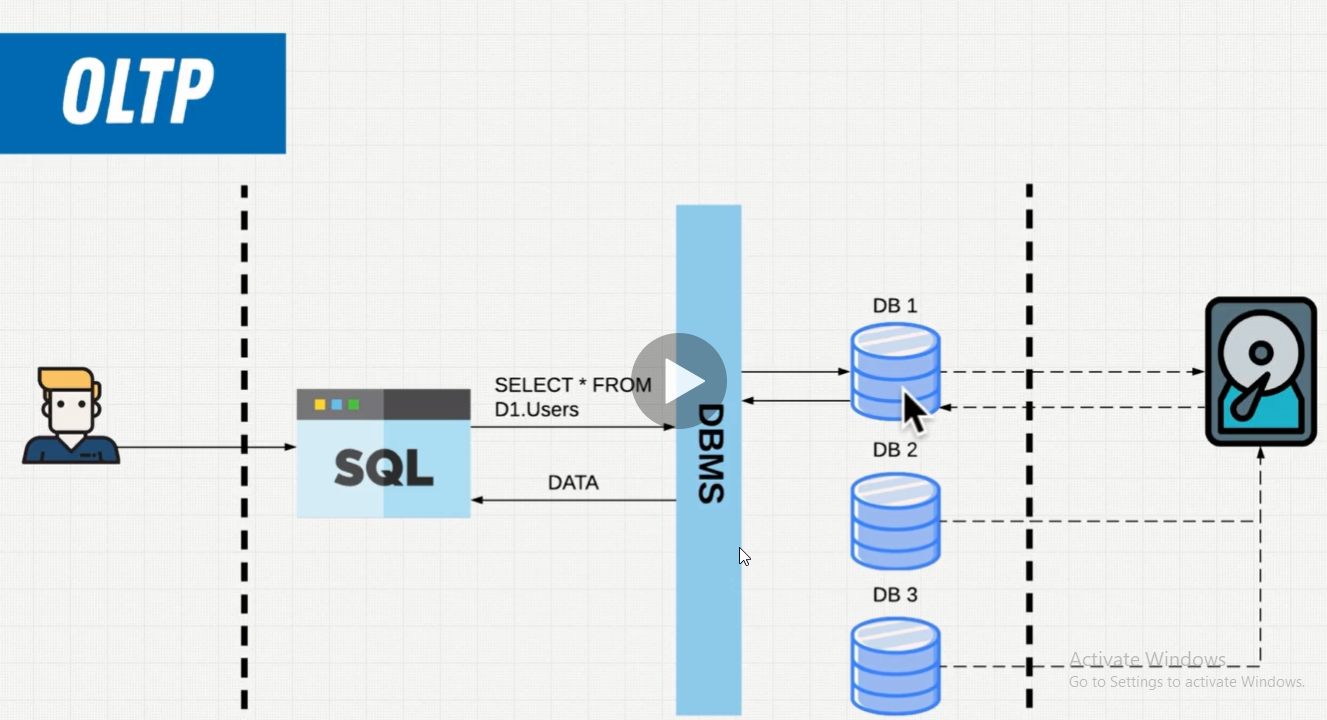 OLTP
SELECT * FROM
D1.Users
SQL
DATA
DBMS
DB 1
DB 2
DB 3
Activate Windows
Go to Settings to activate Windows.